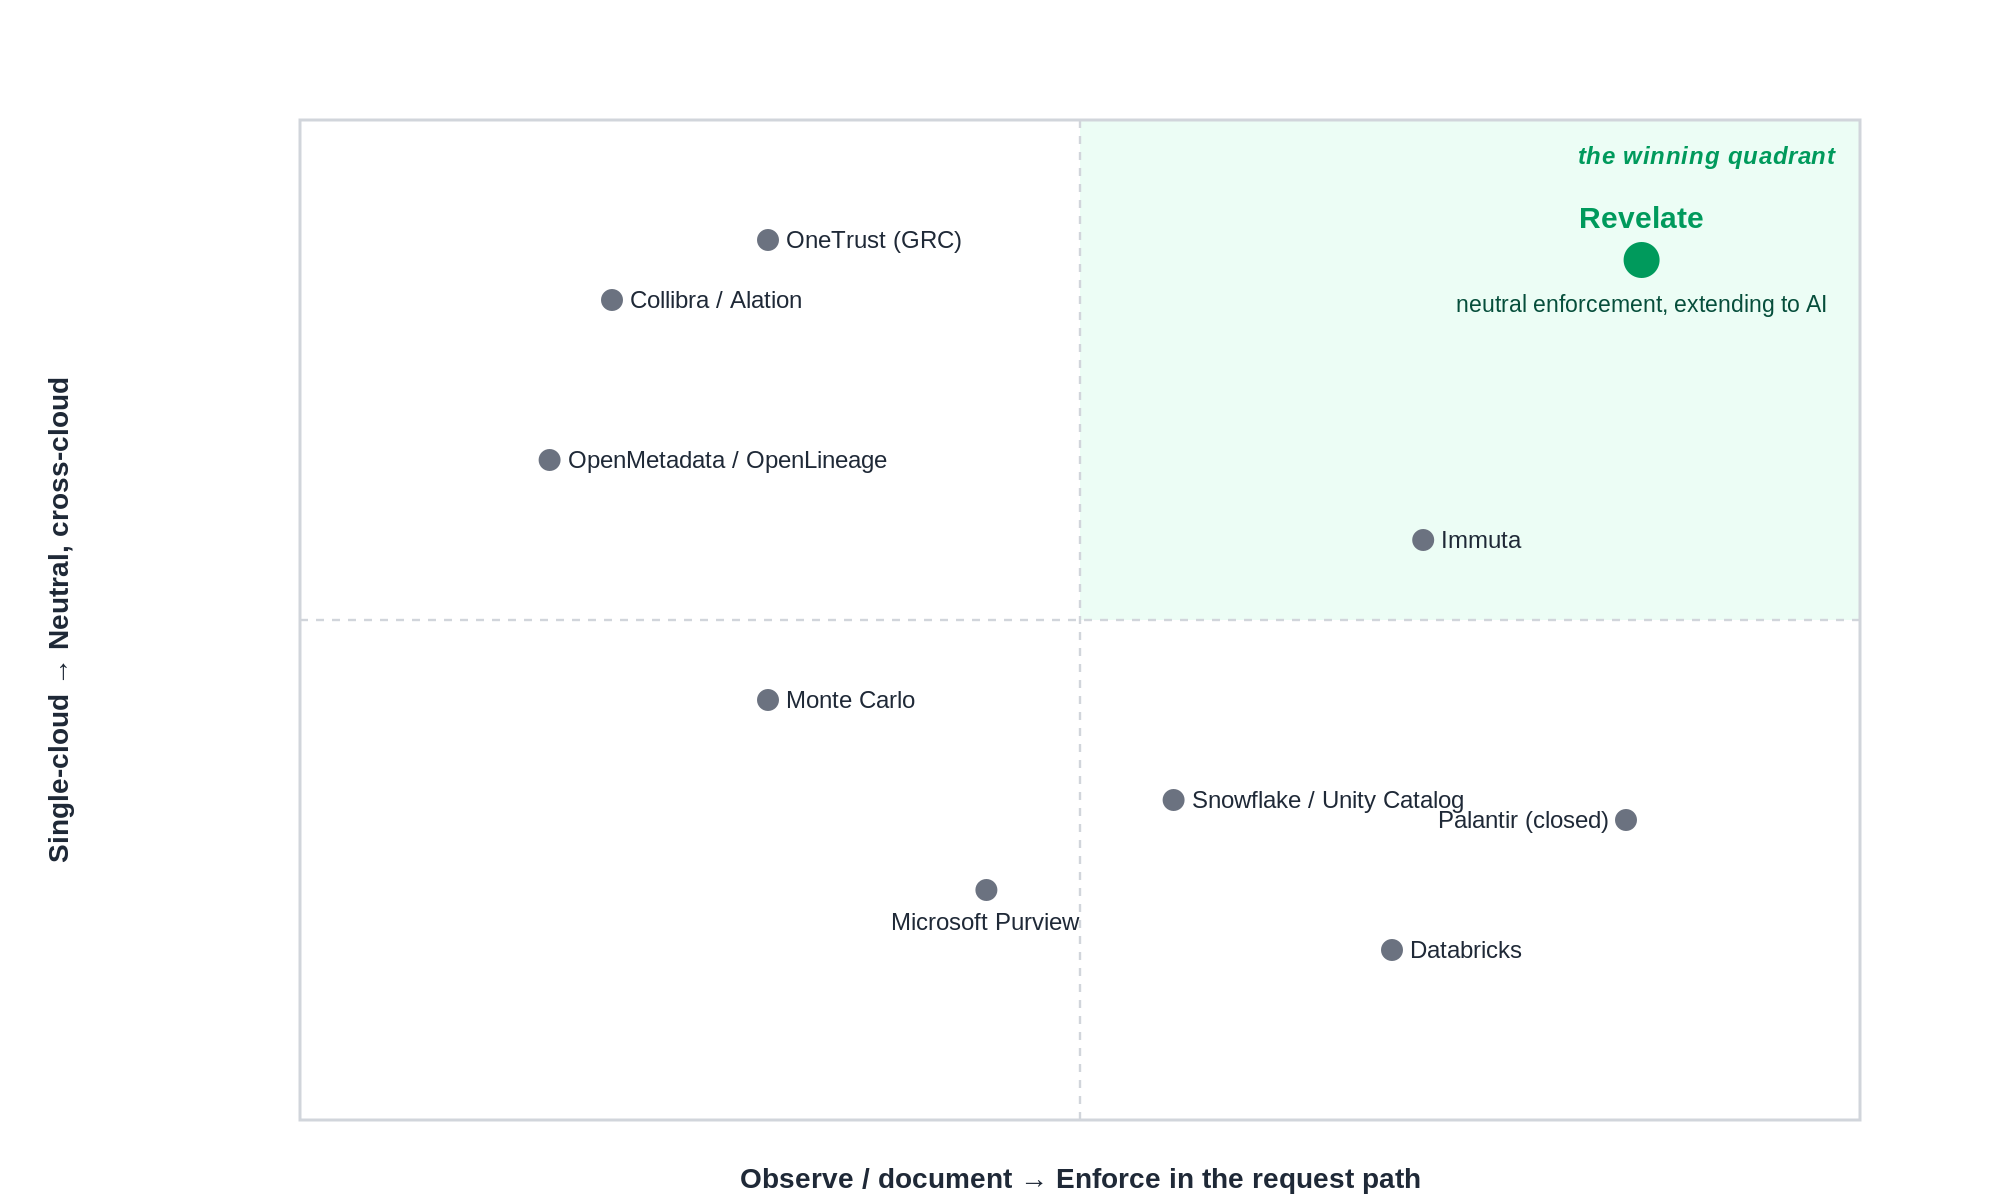 the winning quadrant
Revelate
OneTrust (GRC)
Collibra / Alation
neutral enforcement, extending to AI
OpenMetadata / OpenLineage
Immuta
Single-cloud → Neutral, cross-cloud
Monte Carlo
Snowflake / Unity Catalog
Palantir (closed)
Microsoft Purview
Databricks
Observe / document → Enforce in the request path